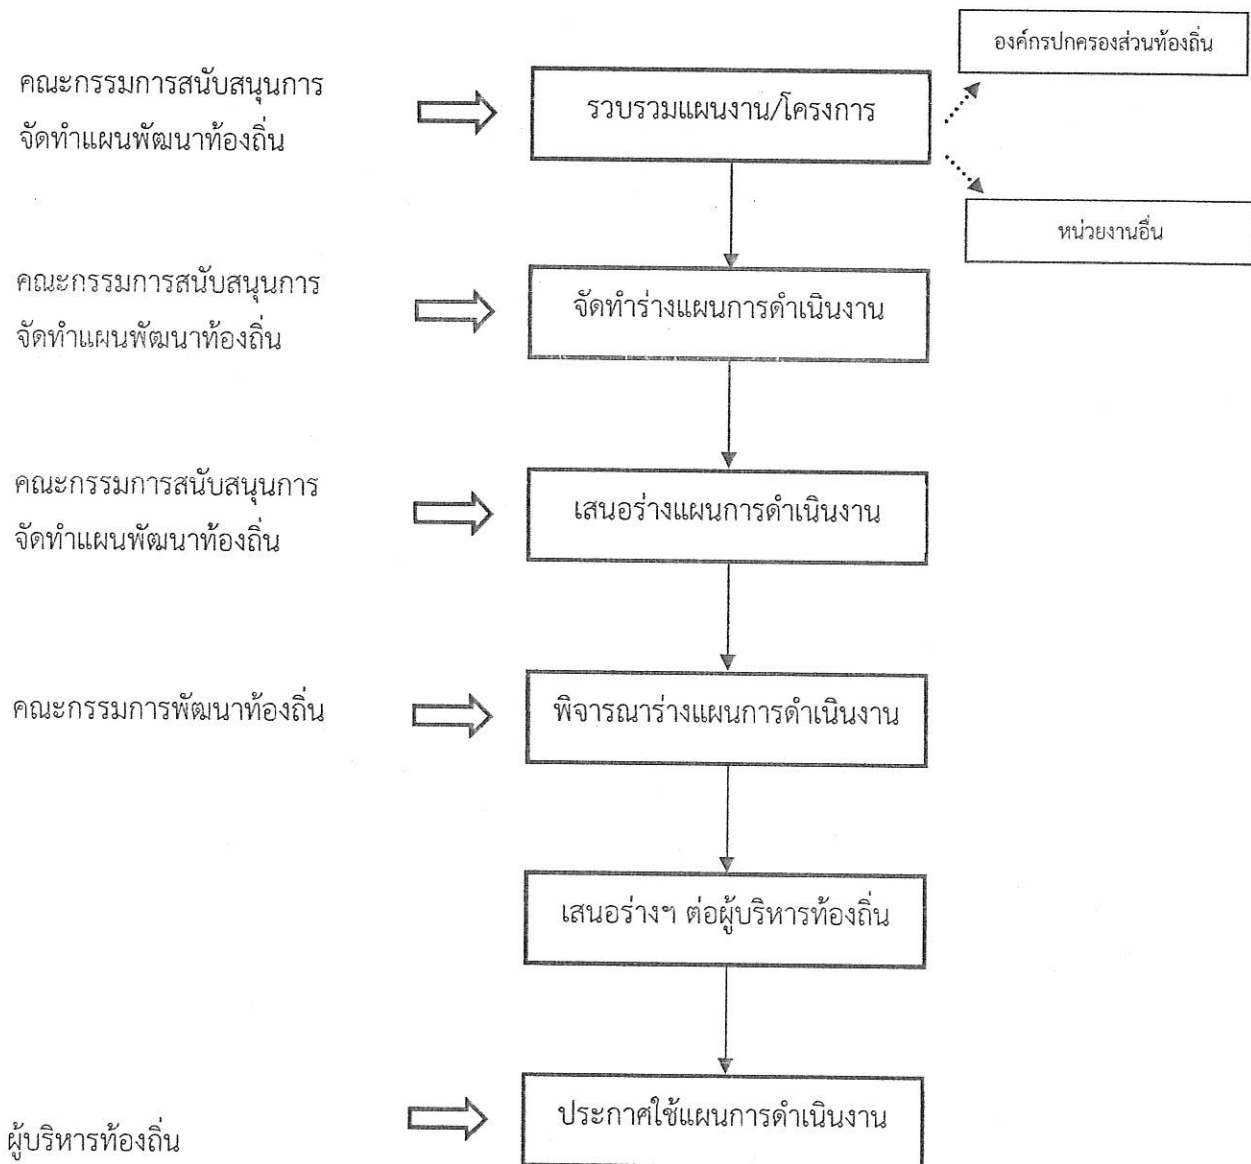 องค์กรปกครองส่วนท้องถิ่น
คณะกรรมการสนับสนุนการ
จัดทำแผนพัฒนาท้องถิ่น
รวบรวมแผนงาน/โครงการ
หน่วยงานอื่น
คณะกรรมการสนับสนุนการ
จัดทำแผนพัฒนาท้องถิ่น
จัดทำร่างแผนการดำเนินงาน
คณะกรรมการสนับสนุนการ
จัดทำแผนพัฒนาท้องถิ่น
เสนอร่างแผนการดำเนินงาน
คณะกรรมการพัฒนาท้องถิ่น
พิจารณาร่างแผนการดำเนินงาน
เสนอร่างฯ ต่อผู้บริหารท้องถิ่น
ประกาศใช้แผนการดำเนินงาน
ผู้บริหารท้องถิ่น